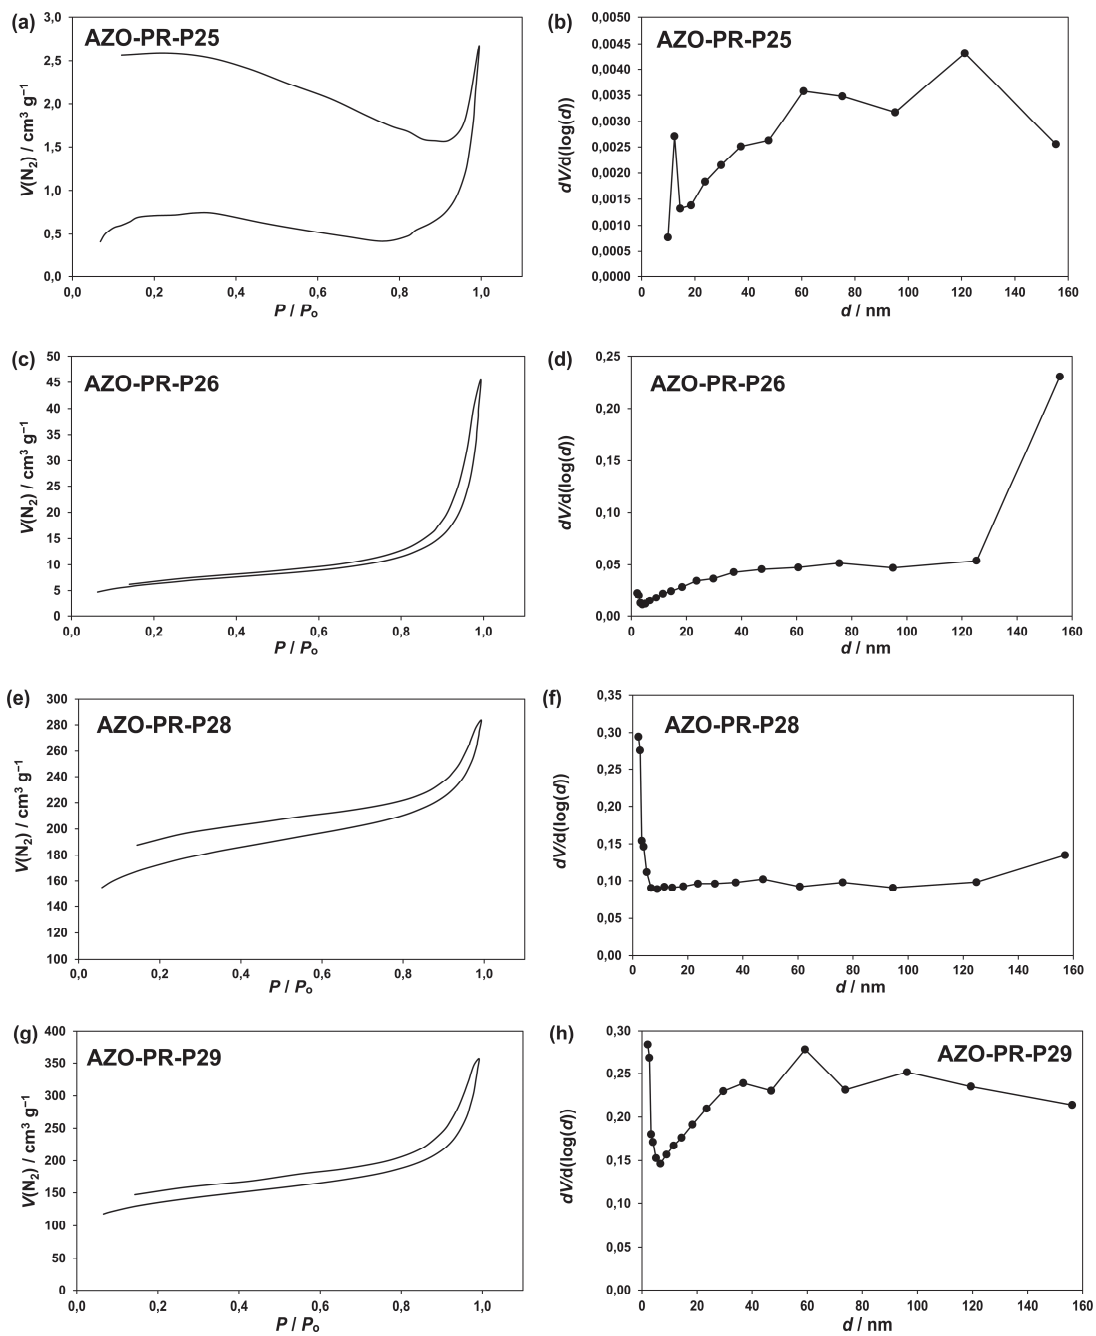 (a)
AZO-PR-P25
V(N₂) / cm³ g⁻¹
3,0
2,5
2,0
1,5
1,0
0,5
0,0
0,0 0,2 0,4 0,6 0,8 1,0
P / Pₒ
(b)
AZO-PR-P25
dV/d(log(d))
0,0050
0,0045
0,0040
0,0035
0,0030
0,0025
0,0020
0,0015
0,0010
0,0005
0,0000
0 20 40 60 80 100 120 140 160
d / nm
(c)
AZO-PR-P26
V(N₂) / cm³ g⁻¹
50
45
40
35
30
25
20
15
10
5
0
0,0 0,2 0,4 0,6 0,8 1,0
P / Pₒ
(d)
AZO-PR-P26
dV/d(log(d))
0,25
0,20
0,15
0,10
0,05
0,00
0 20 40 60 80 100 120 140 160
d / nm
(e)
AZO-PR-P28
V(N₂) / cm³ g⁻¹
300
280
260
240
220
200
180
160
140
120
100
0,0 0,2 0,4 0,6 0,8 1,0
P / Pₒ
(f)
AZO-PR-P28
dV/d(log(d))
0,35
0,30
0,25
0,20
0,15
0,10
0,05
0,00
0 20 40 60 80 100 120 140 160
d / nm
(g)
AZO-PR-P29
V(N₂) / cm³ g⁻¹
400
350
300
250
200
150
100
50
0
0,0 0,2 0,4 0,6 0,8 1,0
P / Pₒ
(h)
AZO-PR-P29
dV/d(log(d))
0,30
0,25
0,20
0,15
0,10
0,05
0,00
0 20 40 60 80 100 120 140 160
d / nm